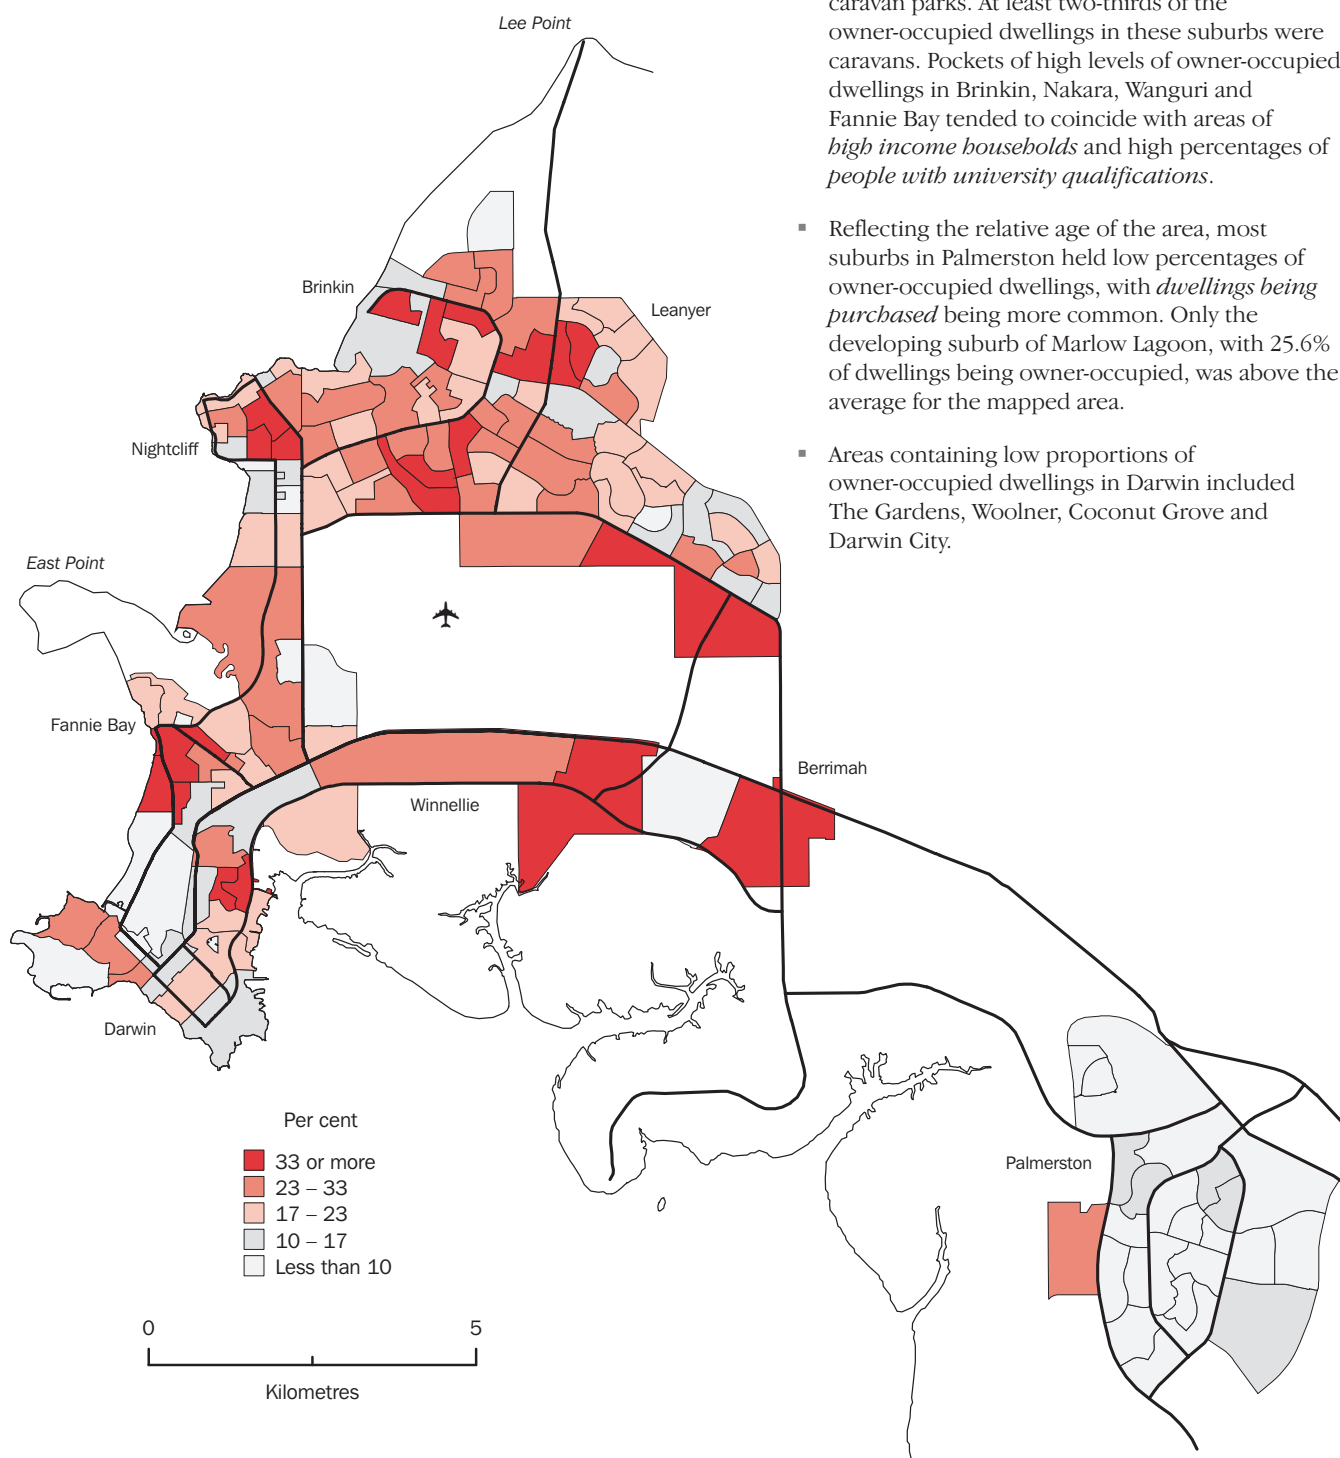 caravan parks. At least two-thirds of the
owner-occupied dwellings in these suburbs were
caravans. Pockets of high levels of owner-occupied
dwellings in Brinkin, Nakara, Wanguri and
Fannie Bay tended to coincide with areas of
high income households and high percentages of
people with university qualifications.
▪ Reflecting the relative age of the area, most
suburbs in Palmerston held low percentages of
owner-occupied dwellings, with dwellings being
purchased being more common. Only the
developing suburb of Marlow Lagoon, with 25.6%
of dwellings being owner-occupied, was above the
average for the mapped area.
▪ Areas containing low proportions of
owner-occupied dwellings in Darwin included
The Gardens, Woolner, Coconut Grove and
Darwin City.
Lee Point
Brinkin
Leanyer
Nightcliff
East Point
Fannie Bay
Berrimah
Winnellie
Darwin
Palmerston
Per cent
33 or more
23 – 33
17 – 23
10 – 17
Less than 10
0 5
Kilometres